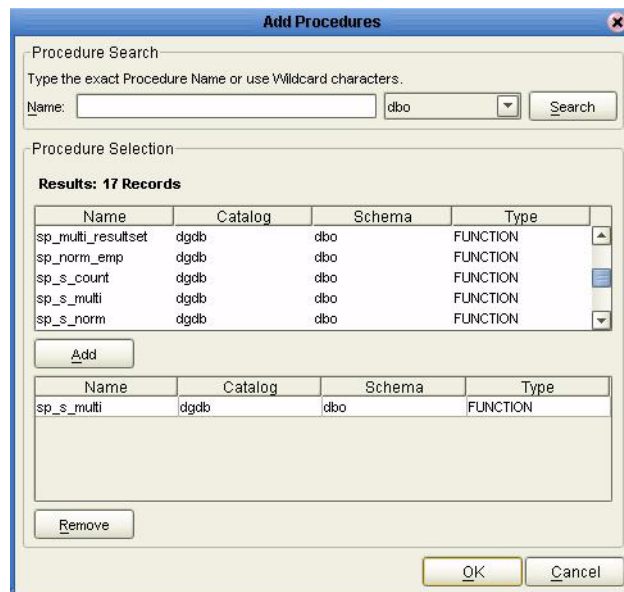 Add Procedures
Procedure Search
Type the exact Procedure Name or use Wildcard characters.
Name: dbo Search
Procedure Selection
Results: 17 Records
Name Catalog Schema Type
sp_multi_resultset dgdb dbo FUNCTION
sp_norm_emp dgdb dbo FUNCTION
sp_s_count dgdb dbo FUNCTION
sp_s_multi dgdb dbo FUNCTION
sp_s_norm dgdb dbo FUNCTION
Add
Name Catalog Schema Type
sp_s_multi dgdb dbo FUNCTION
Remove
OK Cancel